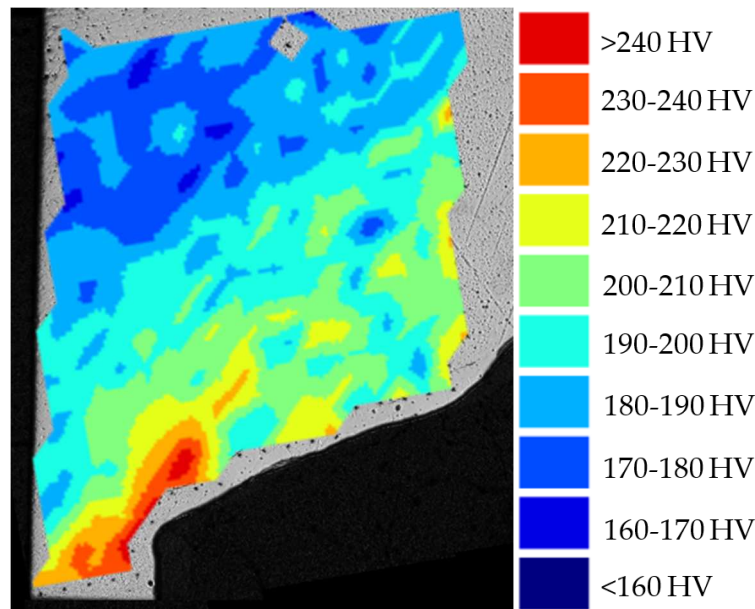 >240 HV
230-240 HV
220-230 HV
210-220 HV
200-210 HV
190-200 HV
180-190 HV
170-180 HV
160-170 HV
<160 HV